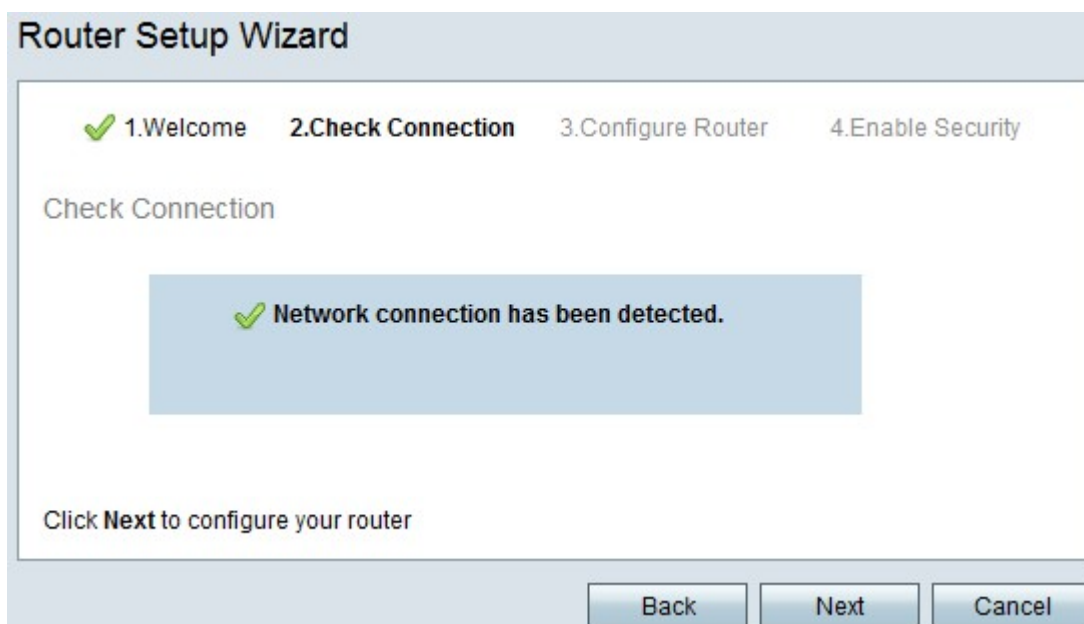 Router Setup Wizard
1.Welcome 2.Check Connection 3.Configure Router 4.Enable Security
Check Connection
Network connection has been detected.
Click Next to configure your router
Back Next Cancel